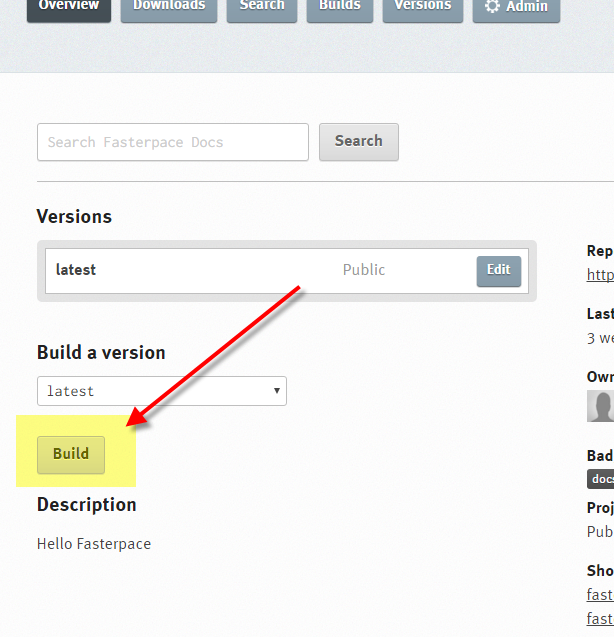 Overview Downloads Search Builds Versions Admin
Search Fasterpace Docs Search
Versions
latest Public Edit
Build a version
latest
Build
Description
Hello Fasterpace
Rep
http
Last
3 we
Own
Bad
docs
Proj
Pub
Sho
fast
fast